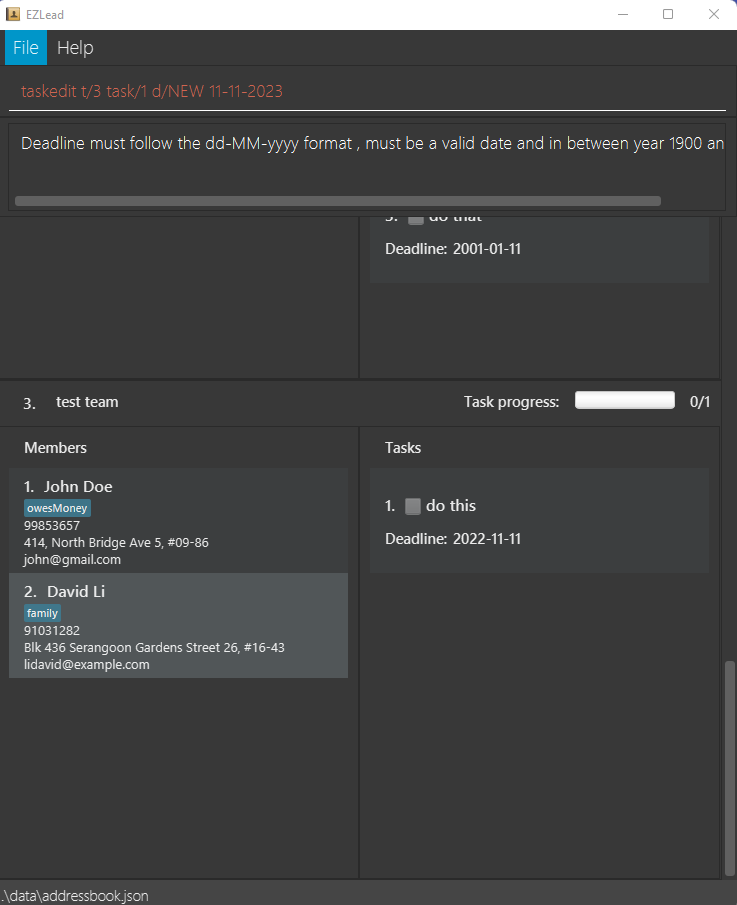 EZLead
File Help
taskedit t/3 task/1 d/NEW 11-11-2023
Deadline must follow the dd-MM-yyyy format , must be a valid date and in between year 1900 an
3. do that
Deadline: 2001-01-11
3. test team Task progress: 0/1
Members
1. John Doe
owesMoney
99853657
414, North Bridge Ave 5, #09-86
john@gmail.com
2. David Li
family
91031282
Blk 436 Serangoon Gardens Street 26, #16-43
lidavid@example.com
Tasks
1. do this
Deadline: 2022-11-11
.\data\addressbook.json